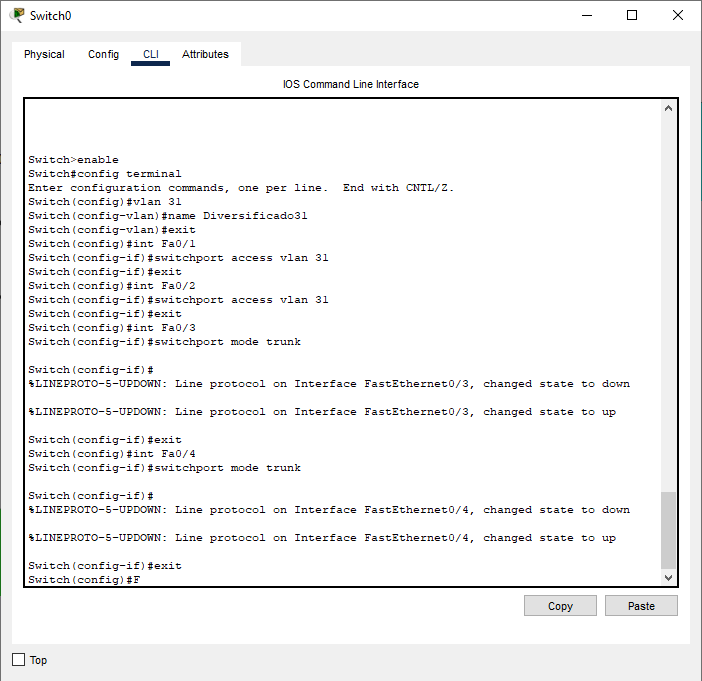 Switch0
Physical Config CLI Attributes
IOS Command Line Interface
Switch>enable
Switch#config terminal
Enter configuration commands, one per line.  End with CNTL/Z.
Switch(config)#vlan 31
Switch(config-vlan)#name Diversificado31
Switch(config-vlan)#exit
Switch(config)#int Fa0/1
Switch(config-if)#switchport access vlan 31
Switch(config-if)#exit
Switch(config)#int Fa0/2
Switch(config-if)#switchport access vlan 31
Switch(config-if)#exit
Switch(config)#int Fa0/3
Switch(config-if)#switchport mode trunk
Switch(config-if)#
%LINEPROTO-5-UPDOWN: Line protocol on Interface FastEthernet0/3, changed state to down
%LINEPROTO-5-UPDOWN: Line protocol on Interface FastEthernet0/3, changed state to up
Switch(config-if)#exit
Switch(config)#int Fa0/4
Switch(config-if)#switchport mode trunk
Switch(config-if)#
%LINEPROTO-5-UPDOWN: Line protocol on Interface FastEthernet0/4, changed state to down
%LINEPROTO-5-UPDOWN: Line protocol on Interface FastEthernet0/4, changed state to up
Switch(config-if)#exit
Switch(config)#F
Copy Paste
Top